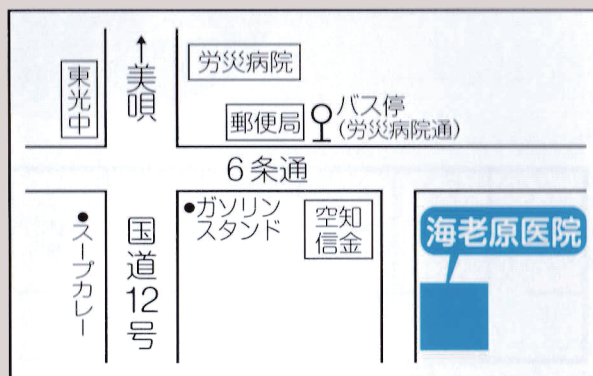 ↑美唄
東光中
労災病院
郵便局
バス停
(労災病院通)
6条通
●スープカレー
国道12号
●ガソリン
スタンド
空知
信金
海老原医院